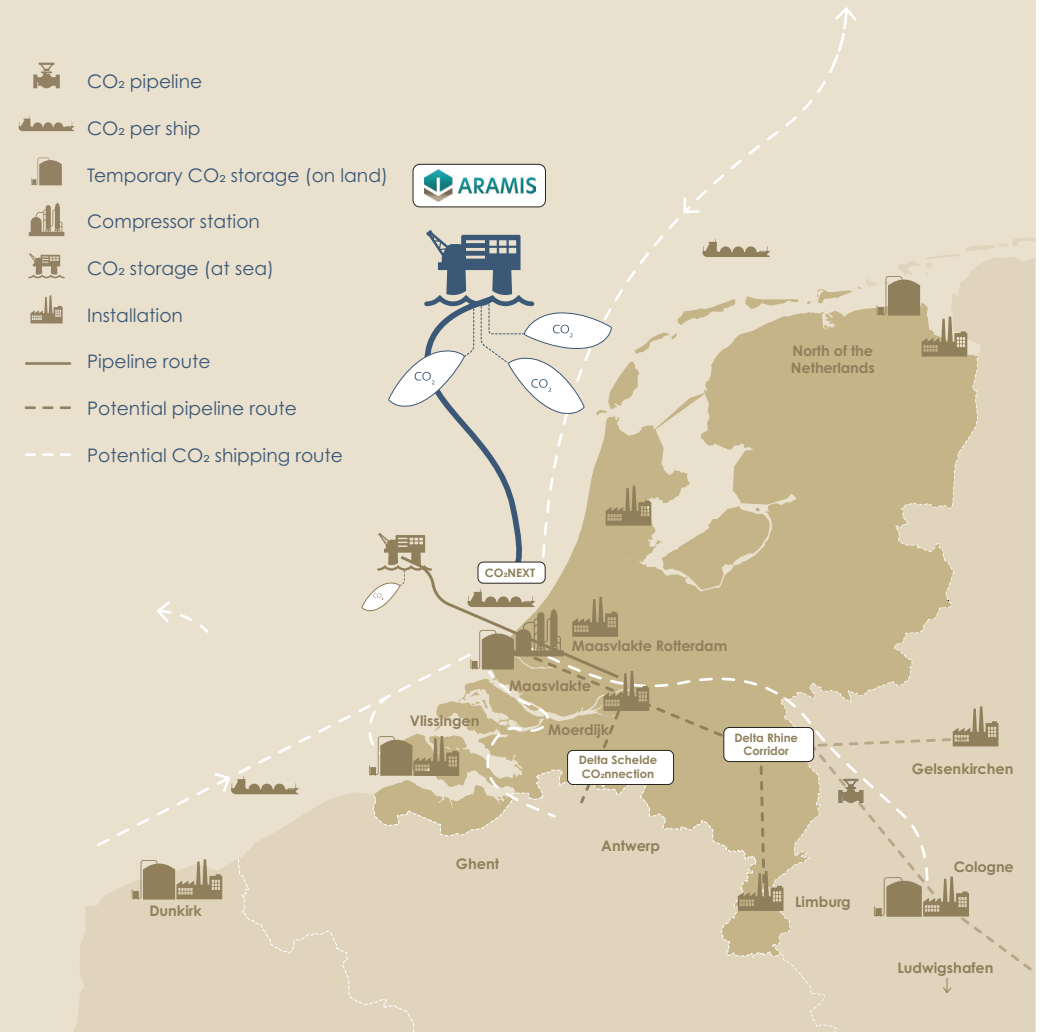 CO₂ pipeline
CO₂ per ship
Temporary CO₂ storage (on land)
Compressor station
CO₂ storage (at sea)
Installation
Pipeline route
Potential pipeline route
Potential CO₂ shipping route
ARAMIS
CO₂
CO₂
CO₂
North of the
Netherlands
CO₂NEXT
CO₂
Maasvlakte Rotterdam
Maasvlakte
Vlissingen
Moerdijk
Delta Rhine
Corridor
Delta Schelde
CO₂nnection
Gelsenkirchen
Antwerp
Ghent
Cologne
Limburg
Dunkirk
Ludwigshafen